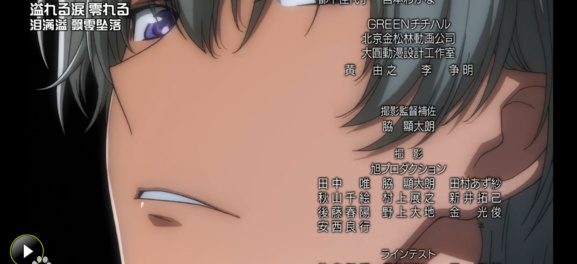 溢れる涙 零れる
泪满溢 飘零坠落
GREENチチハル
北京金松林動画公司
大圓動漫設計工作室
黄 由之 李 争明
撮影監督補佐
脇 顕太朗
撮 影
旭プロダクション
田中 唯 脇 顕太朗 田村あず紗
秋山千絵 村上展之 新井拓己
後藤春陽 野上大地 金 光俊
安西良行
ラインテスト